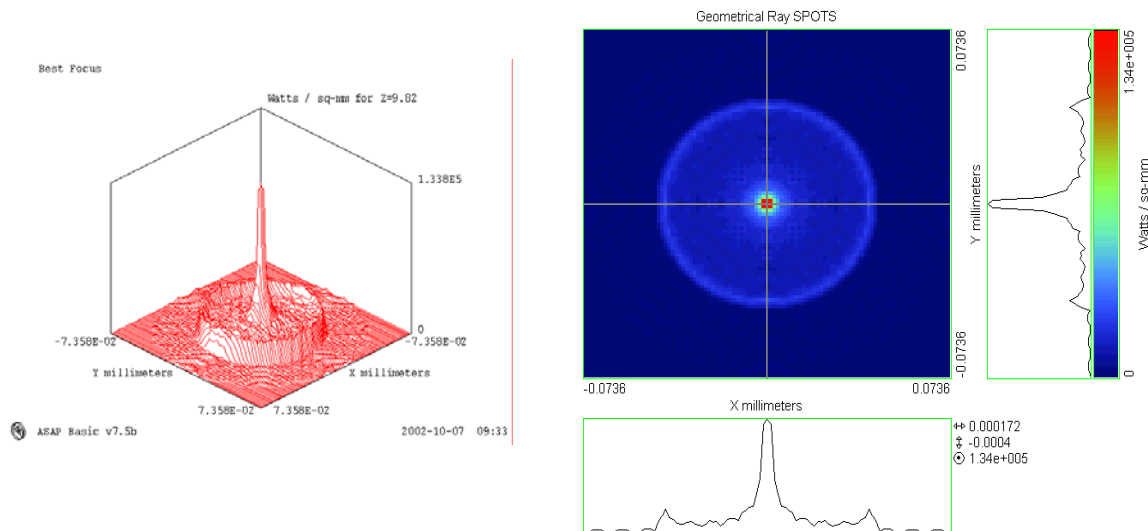 Best Focus
Watts / sq-mm for Z=9.82
1.338E5
0
-7.358E-02
-7.358E-02
Y millimeters
X millimeters
7.358E-02
7.358E-02
ASAP Basic v7.5b
2002-10-07 09:33
Geometrical Ray SPOTS
0.0736
Y millimeters
-0.0736
-0.0736
0.0736
X millimeters
1.34e+005
Watts / sq-mm
0
0.000172
-0.0004
1.34e+005